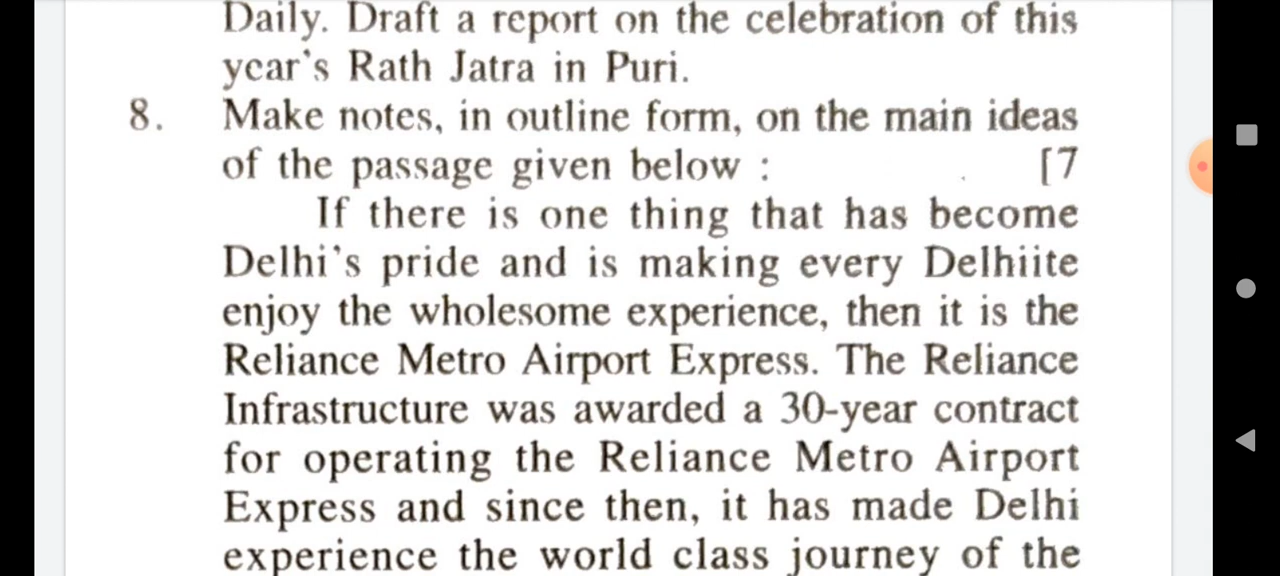 Daily. Draft a report on the celebration of this
year's Rath Jatra in Puri.
8. Make notes, in outline form, on the main ideas
of the passage given below : [7
If there is one thing that has become
Delhi's pride and is making every Delhiite
enjoy the wholesome experience, then it is the
Reliance Metro Airport Express. The Reliance
Infrastructure was awarded a 30-year contract
for operating the Reliance Metro Airport
Express and since then, it has made Delhi
experience the world class journey of the